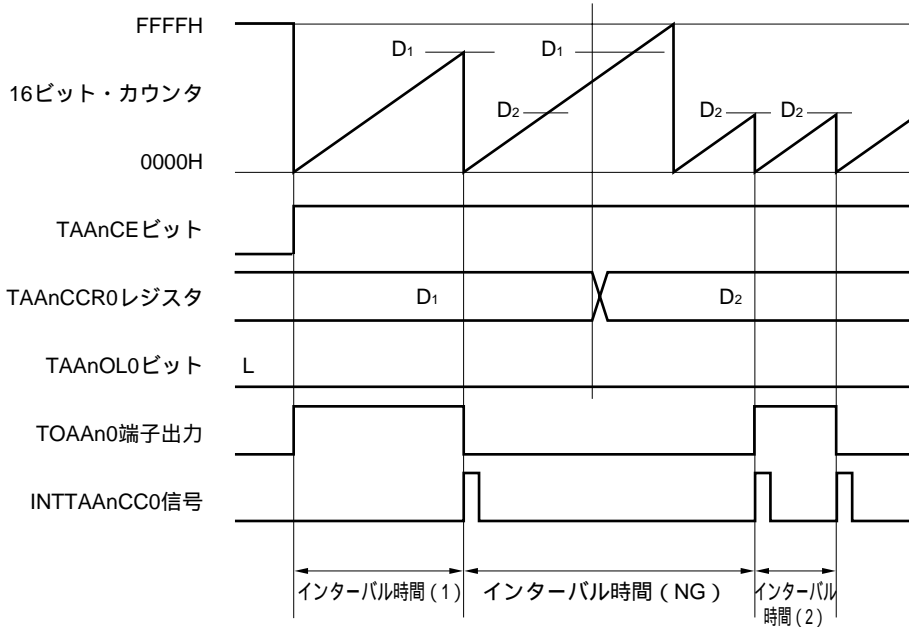 FFFFH
D1
D1
16ビット・カウンタ
D2
D2
D2
0000H
TAAnCEビット
TAAnCCR0レジスタ
D1
D2
TAAnOL0ビット
L
TOAAn0端子出力
INTTAAnCC0信号
インターバル時間(1)
インターバル時間(NG)
インターバル
時間(2)